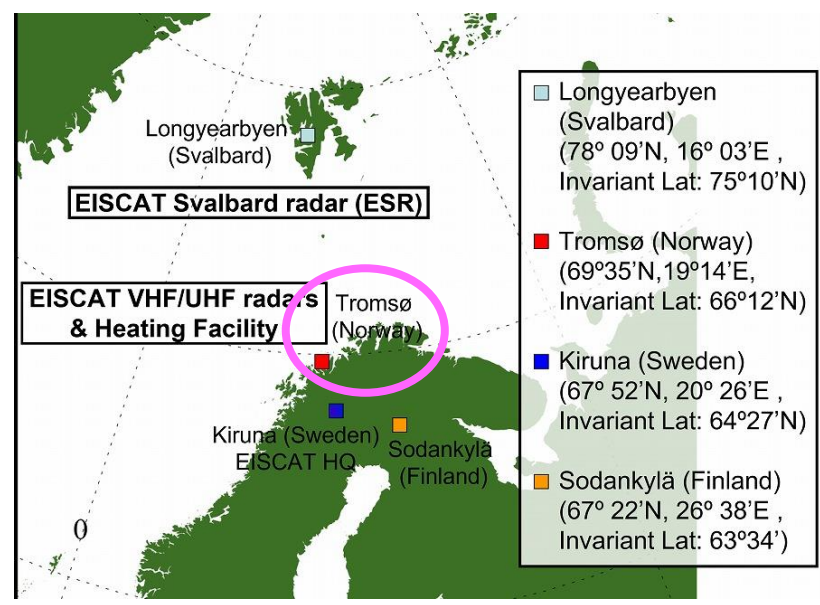 Longyearbyen
(Svalbard)
EISCAT Svalbard radar (ESR)
EISCAT VHF/UHF radars
& Heating Facility
Tromsø
(Norway)
Kiruna (Sweden)
EISCAT HQ
Sodankylä
(Finland)
0
Longyearbyen
(Svalbard)
(78º 09’N, 16º 03’E ,
Invariant Lat: 75º10’N)
Tromsø (Norway)
(69º35’N,19º14’E,
Invariant Lat: 66º12’N)
Kiruna (Sweden)
(67º 52’N, 20º 26’E ,
Invariant Lat: 64º27’N)
Sodankylä (Finland)
(67º 22’N, 26º 38’E ,
Invariant Lat: 63º34’)